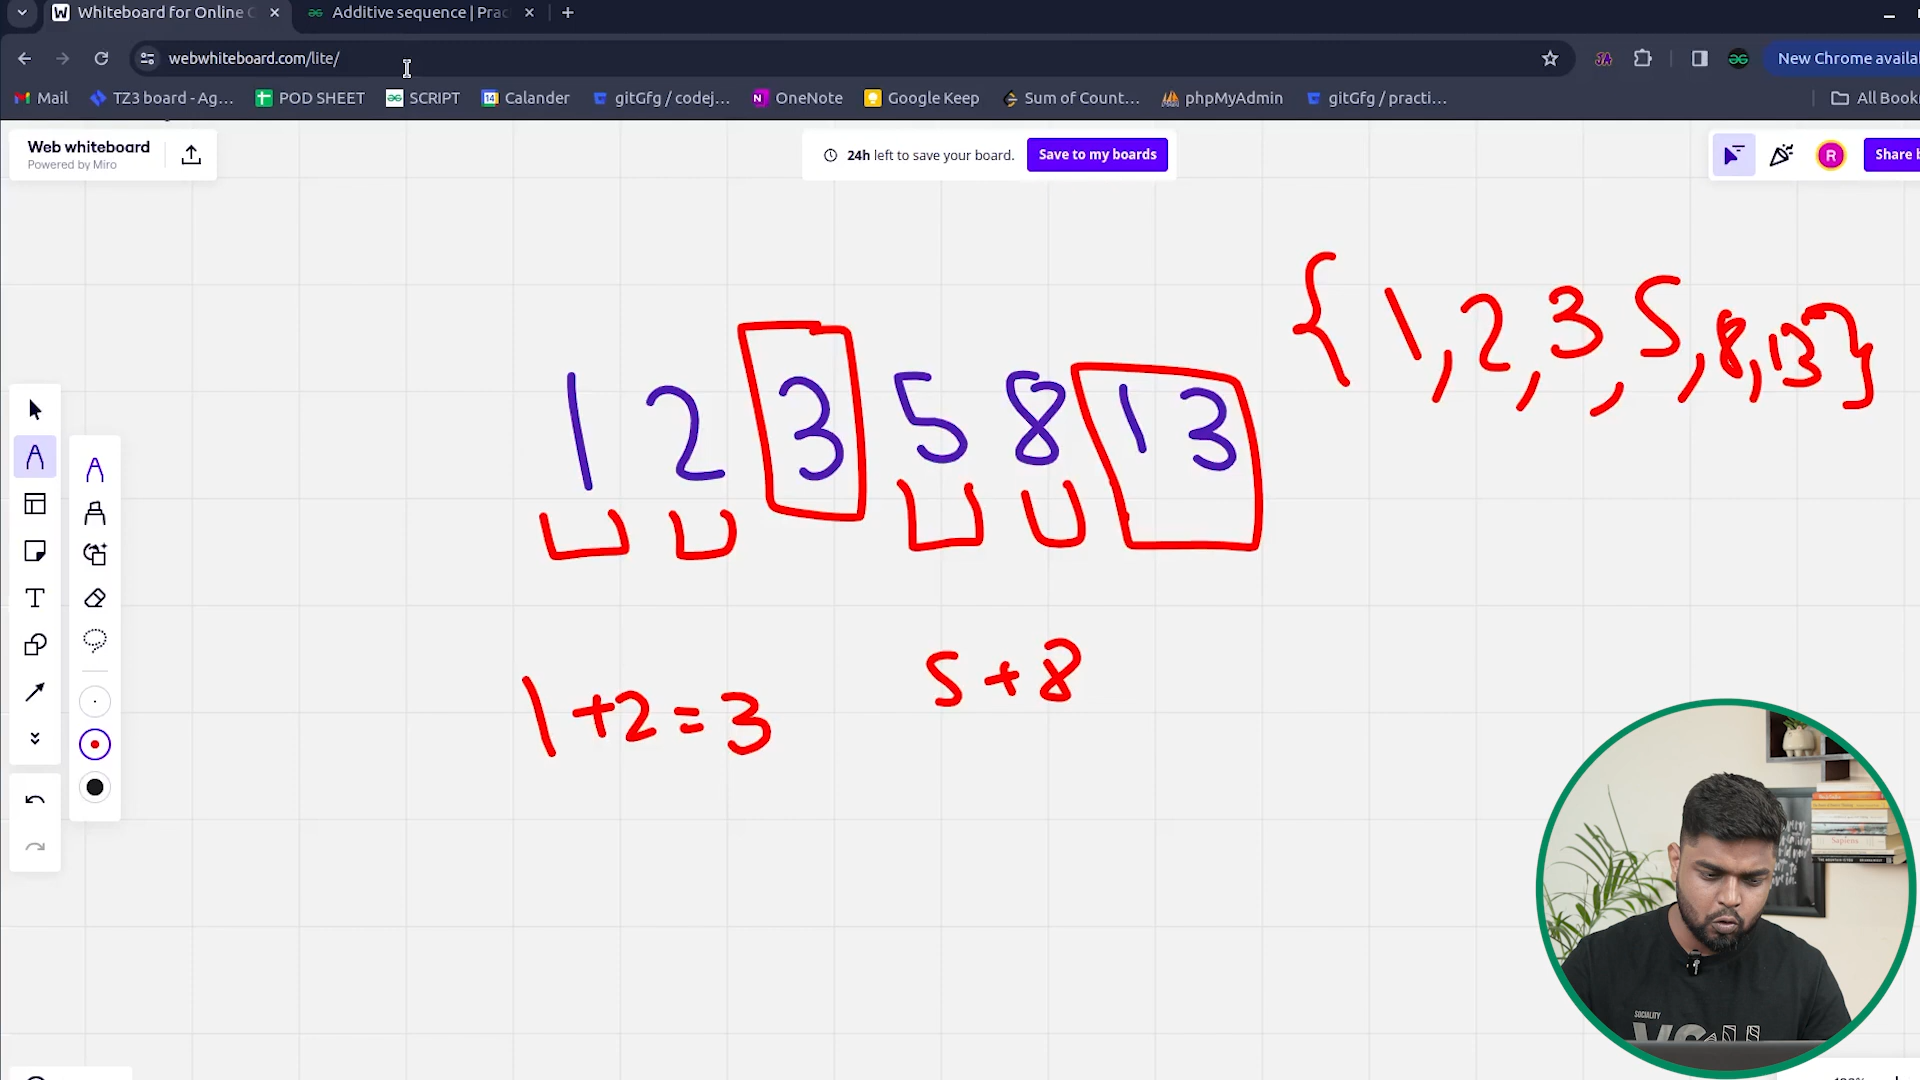 Whiteboard for Online
Additive sequence | Prac
webwhiteboard.com/lite/
New Chrome availa
Mail
TZ3 board - Ag...
POD SHEET
SCRIPT
14 Calander
gitGfg / codej...
N OneNote
Google Keep
Sum of Count...
phpMyAdmin
gitGfg / practi...
All Book
Web whiteboard
Powered by Miro
24h left to save your board.
Save to my boards
R
Share b
{ 1, 2, 3, 5, 8, 13 }
1 2 3 5 8 13
T
5 + 8
1 + 2 = 3
Sapiens
SOCIALITY